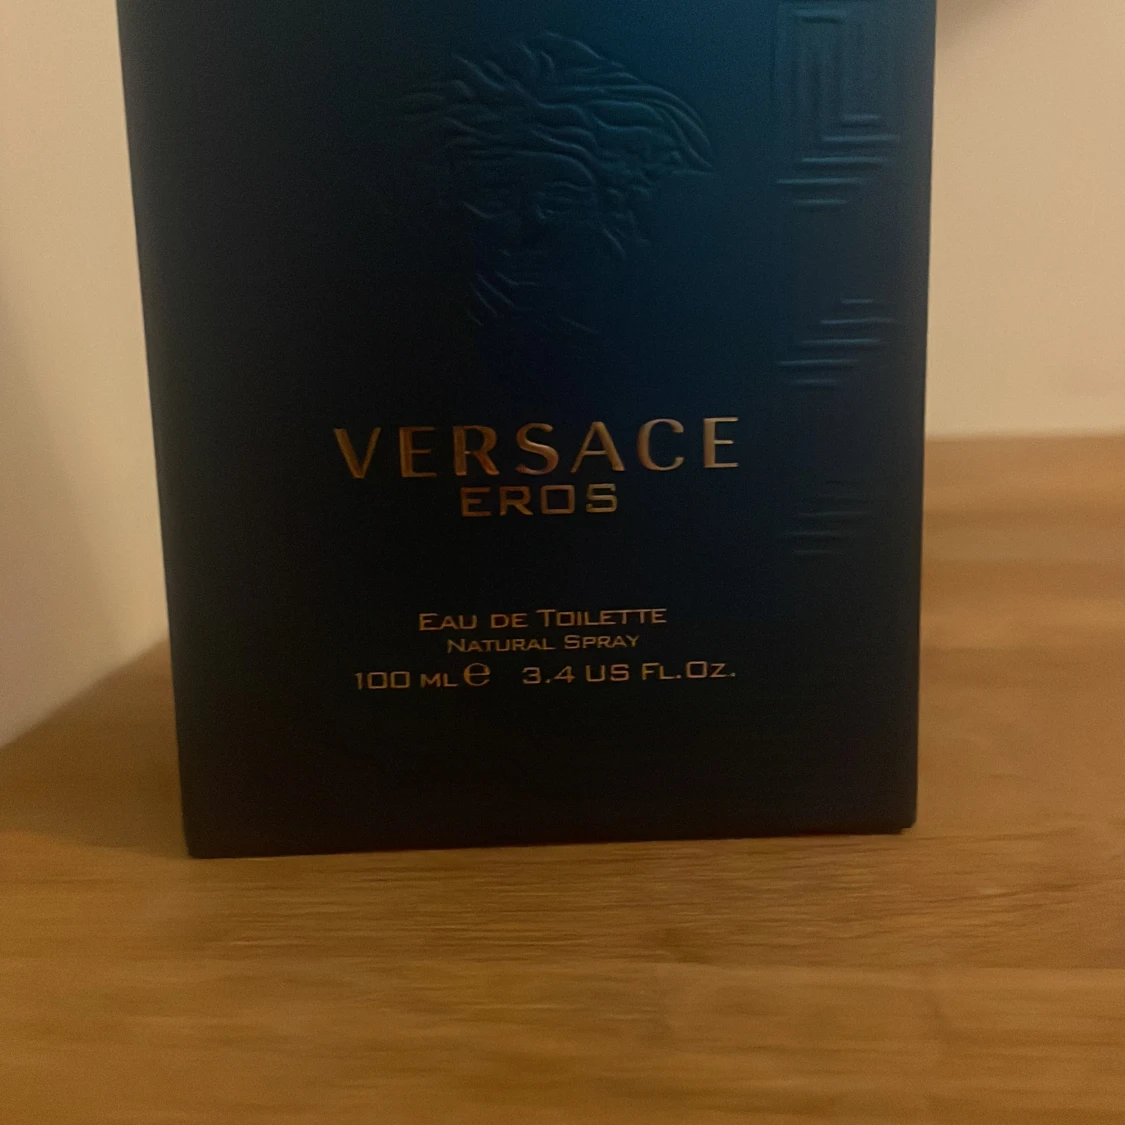 VERSACE
EROS
EAU DE TOILETTE
NATURAL SPRAY
100 ML ℮ 3.4 US FL.OZ.